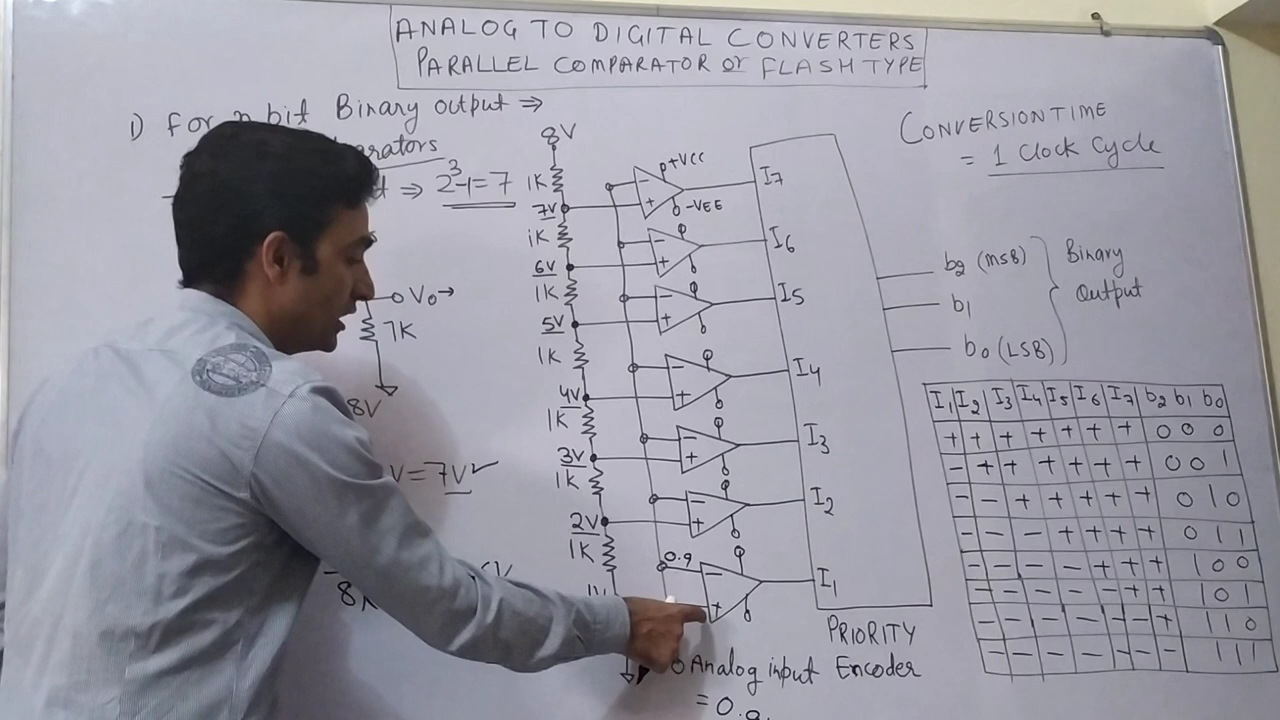 ANALOG TO DIGITAL CONVERTERS
PARALLEL COMPARATOR or FLASH TYPE
1) For n bit Binary output ⇒
⇒ 2³-1=7
V₀→
7K
8V
V=7V✓
8K
8V
1K
7V
1K
6V
1K
5V
1K
4V
1K
3V
1K
2V
1K
1V
+VCC
-VEE
- +
- +
- +
- +
- +
- +
0.9
- +
I7
I6
I5
I4
I3
I2
I1
PRIORITY
Encoder
Analog input
= 0.9
CONVERSION TIME
= 1 Clock Cycle
b2 (MSB)
b1
b0 (LSB)
Binary
Output
I1 I2 I3 I4 I5 I6 I7 b2 b1 b0
+ + + + + + + 0 0 0
- + + + + + + 0 0 1
- - + + + + + 0 1 0
- - - + + + + 0 1 1
- - - - + + + 1 0 0
- - - - - + + 1 0 1
- - - - - - + 1 1 0
- - - - - - - 1 1 1